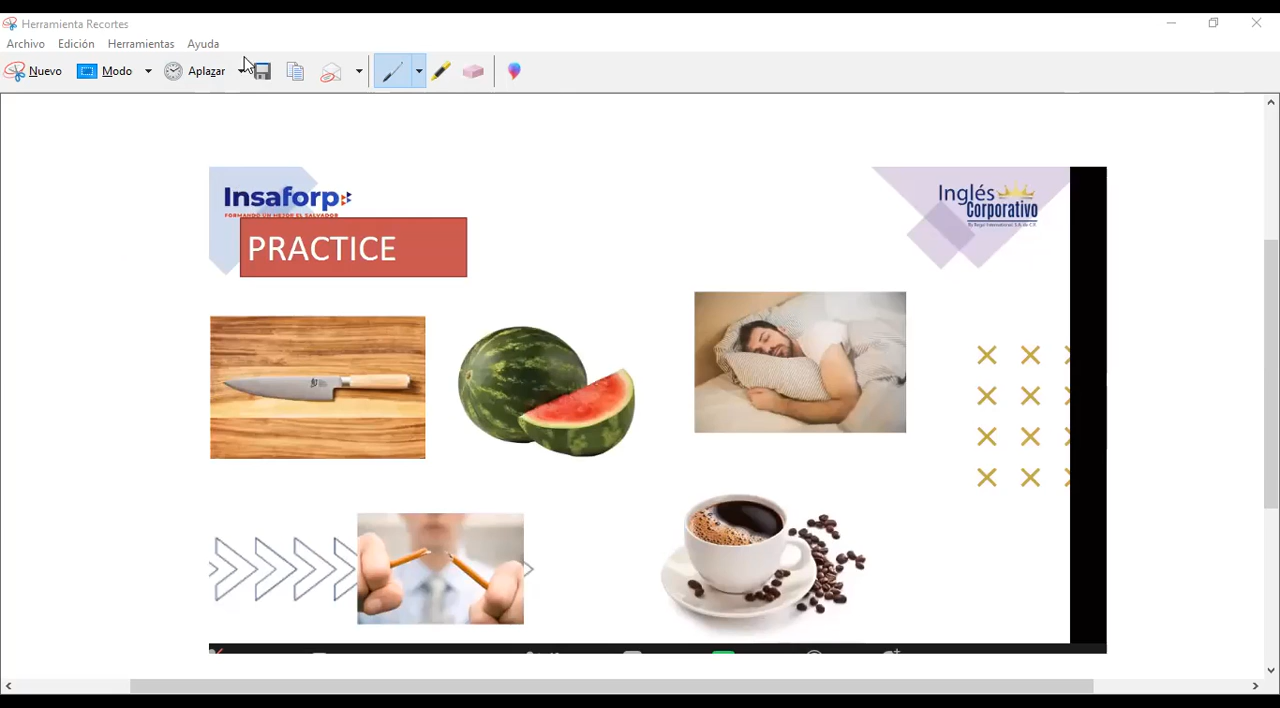 Herramienta Recortes
Archivo Edición Herramientas Ayuda
Nuevo Modo Aplazar
Insaforp
FORMANDO UN MEJOR EL SALVADOR
Inglés
Corporativo
PRACTICE